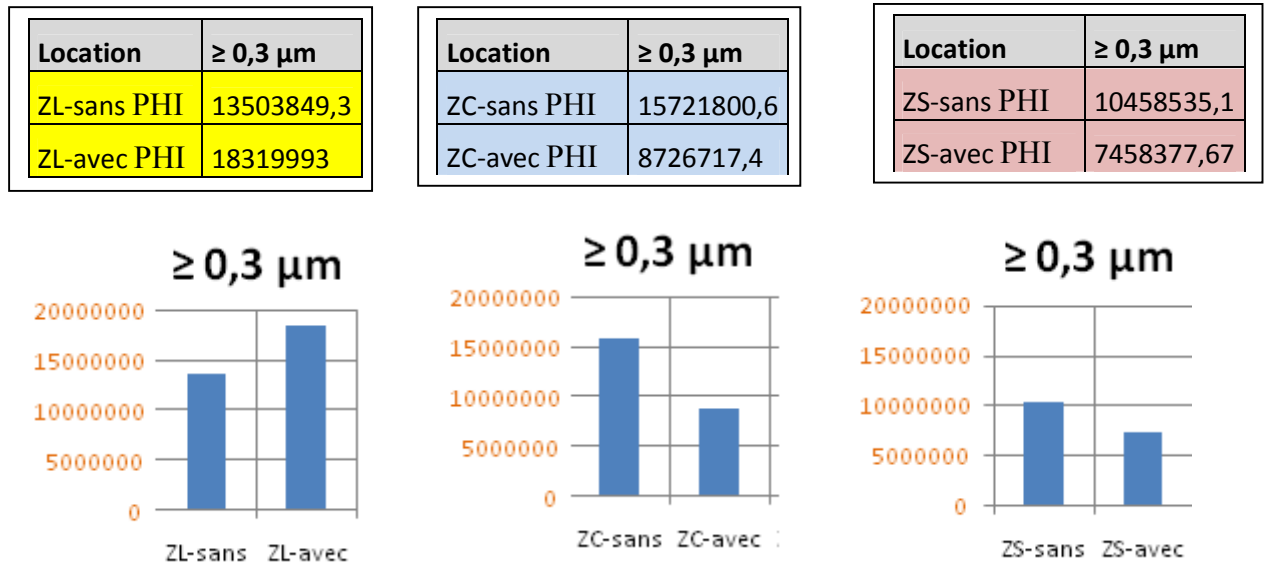 Location ≥ 0,3 µm
ZL-sans PHI 13503849,3
ZL-avec PHI 18319993
Location ≥ 0,3 µm
ZC-sans PHI 15721800,6
ZC-avec PHI 8726717,4
Location ≥ 0,3 µm
ZS-sans PHI 10458535,1
ZS-avec PHI 7458377,67
≥ 0,3 µm
20000000
15000000
10000000
5000000
0
ZL-sans ZL-avec
≥ 0,3 µm
20000000
15000000
10000000
5000000
0
ZC-sans ZC-avec
≥ 0,3 µm
20000000
15000000
10000000
5000000
0
ZS-sans ZS-avec